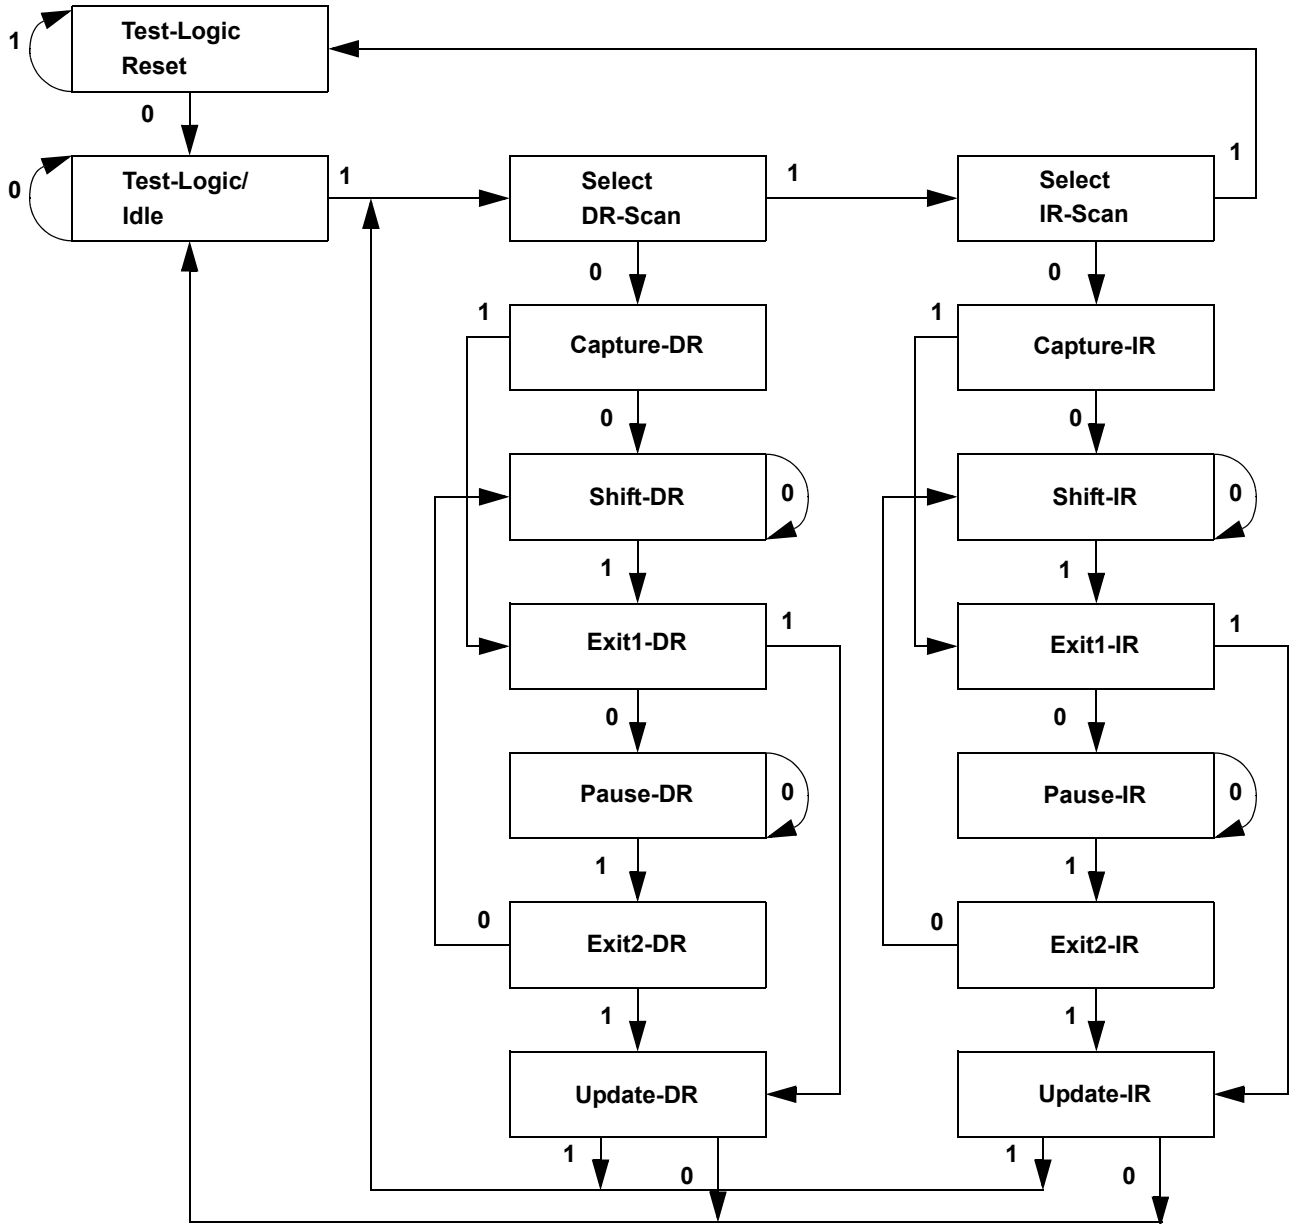 1
Test-Logic
Reset
0
0
Test-Logic/
Idle
1
Select
DR-Scan
1
Select
IR-Scan
1
0
0
1
Capture-DR
1
Capture-IR
0
0
Shift-DR
0
Shift-IR
0
1
1
Exit1-DR
1
Exit1-IR
1
0
0
Pause-DR
0
Pause-IR
0
1
1
0
Exit2-DR
0
Exit2-IR
1
1
Update-DR
Update-IR
1
0
1
0